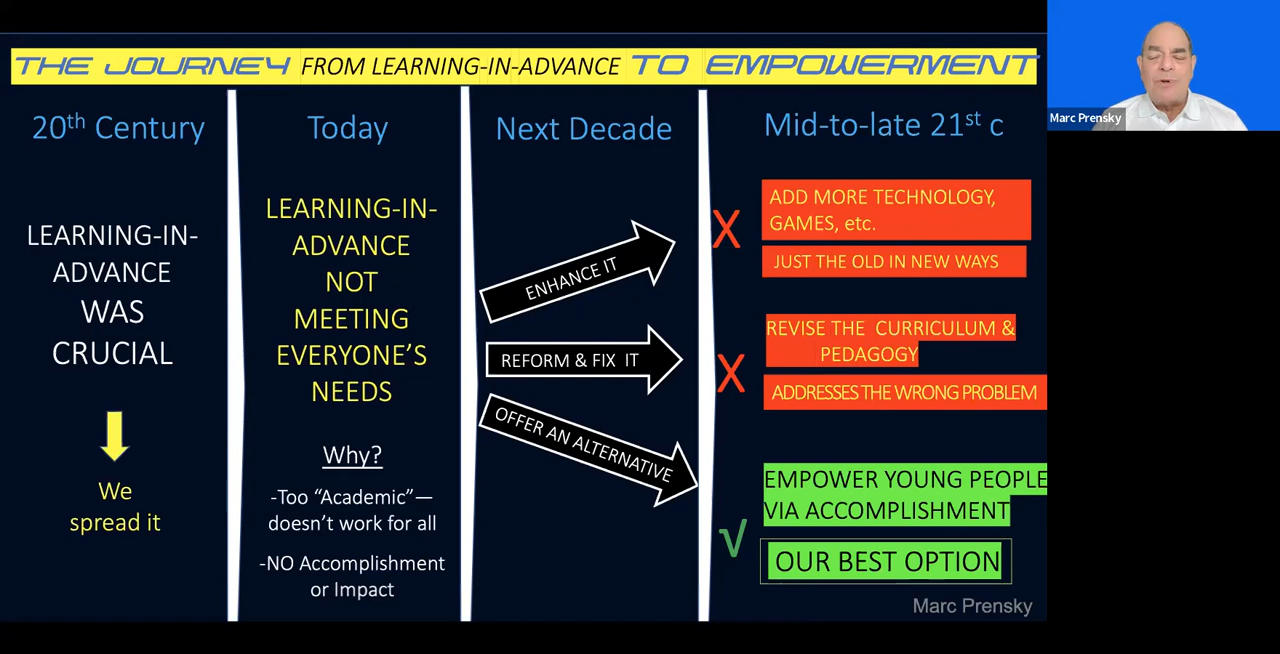 THE JOURNEY FROM LEARNING-IN-ADVANCE TO EMPOWERMENT
Marc Prensky
20th Century
LEARNING-IN-
ADVANCE
WAS
CRUCIAL
We
spread it
Today
LEARNING-IN-
ADVANCE
NOT
MEETING
EVERYONE’S
NEEDS
Why?
-Too “Academic”—
doesn’t work for all
-NO Accomplishment
or Impact
Next Decade
ENHANCE IT
REFORM & FIX IT
OFFER AN ALTERNATIVE
Mid-to-late 21st c
X
ADD MORE TECHNOLOGY,
GAMES, etc.
JUST THE OLD IN NEW WAYS
X
REVISE THE CURRICULUM &
PEDAGOGY
ADDRESSES THE WRONG PROBLEM
√
EMPOWER YOUNG PEOPLE
VIA ACCOMPLISHMENT
OUR BEST OPTION
Marc Prensky